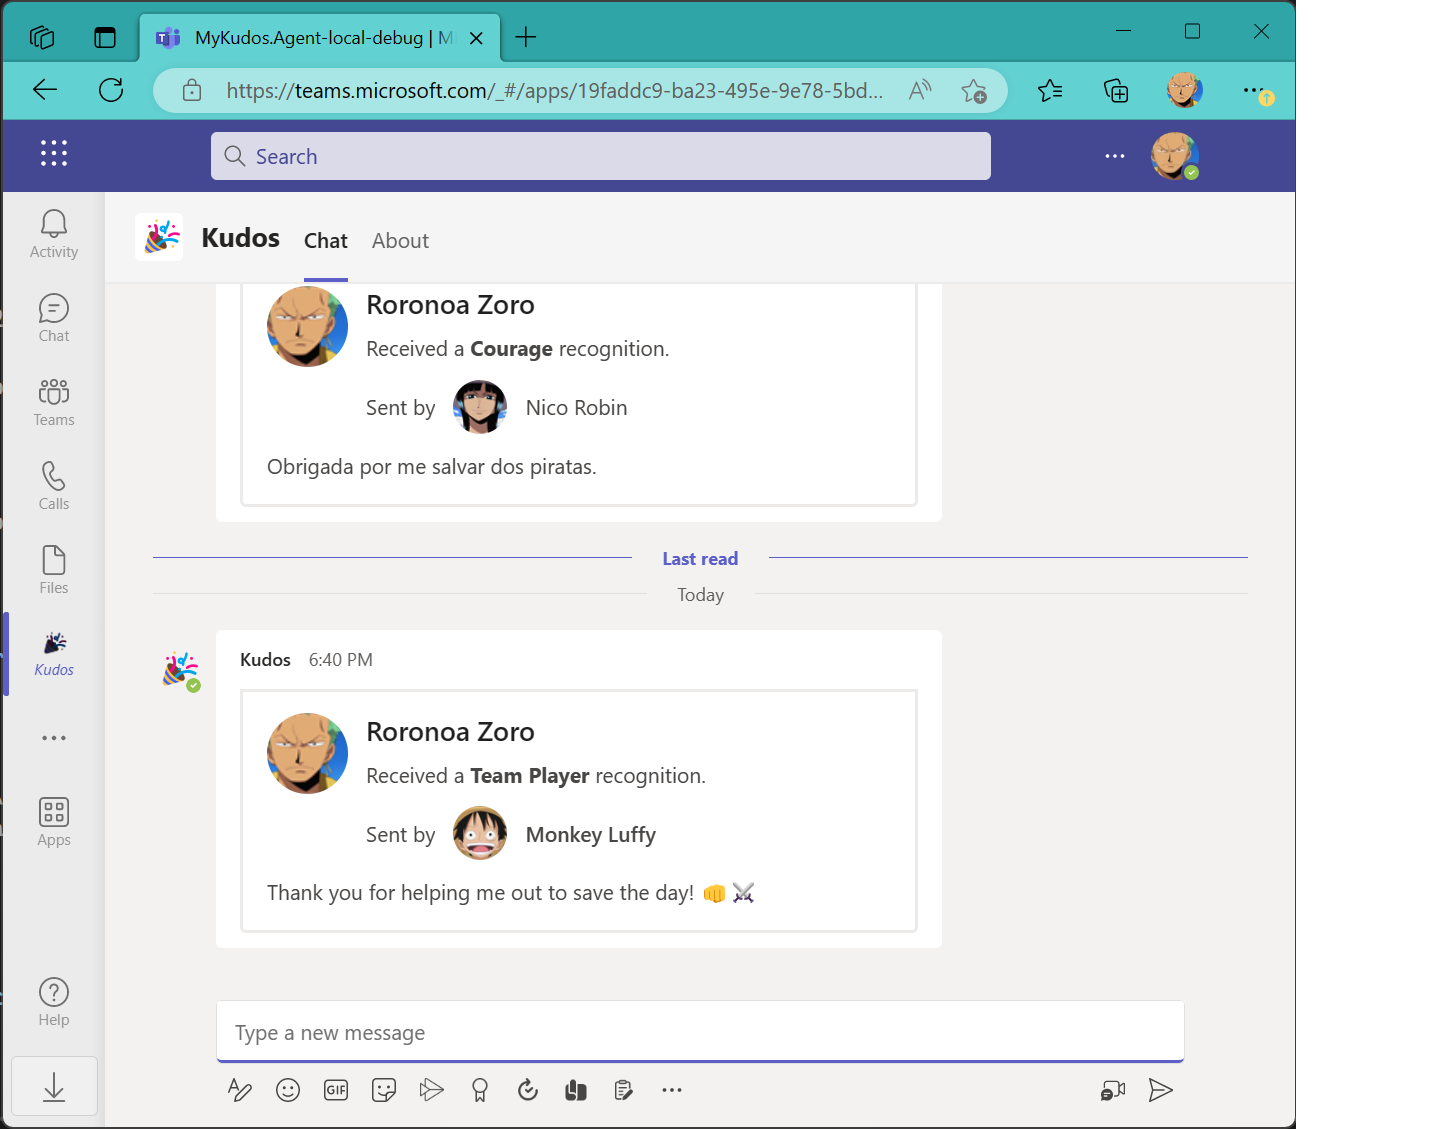 MyKudos.Agent-local-debug | M
https://teams.microsoft.com/_#/apps/19faddc9-ba23-495e-9e78-5bd...
Search
Activity
Chat
Teams
Calls
Files
Kudos
Apps
Help
Kudos
Chat
About
Roronoa Zoro
Received a Courage recognition.
Sent by Nico Robin
Obrigada por me salvar dos piratas.
Last read
Today
Kudos 6:40 PM
Roronoa Zoro
Received a Team Player recognition.
Sent by Monkey Luffy
Thank you for helping me out to save the day! 👊 ⚔️
Type a new message
GIF